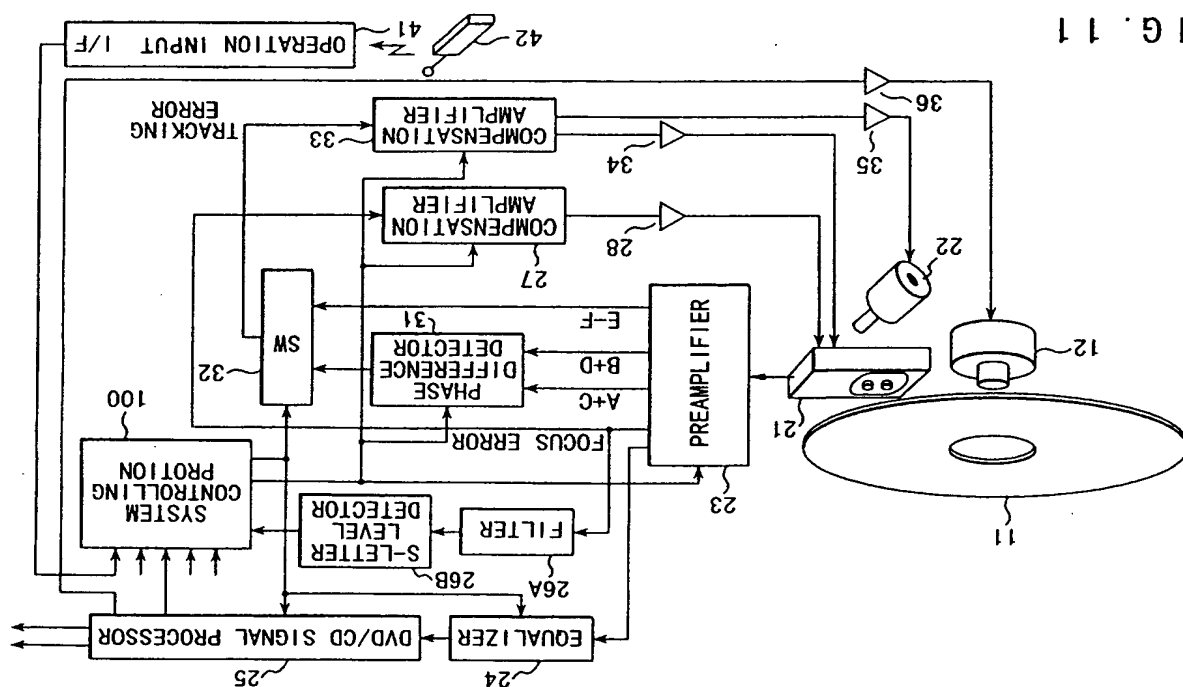 24
25
EQUALIZER
DVD/CD SIGNAL PROCESSOR
11
26A
26B
FILTER
S-LETTER
LEVEL
DETECTOR
SYSTEM
CONTROLLING
PROTION
100
23
PREAMPLIFIER
FOCUS ERROR
21
12
A+C
B+D
E-F
PHASE
DIFFERENCE
DETECTOR
31
32
SW
22
27
28
COMPENSATION
AMPLIFIER
34
35
36
33
COMPENSATION
AMPLIFIER
TRACKING
ERROR
42
41
OPERATION INPUT I/F
IG. 11